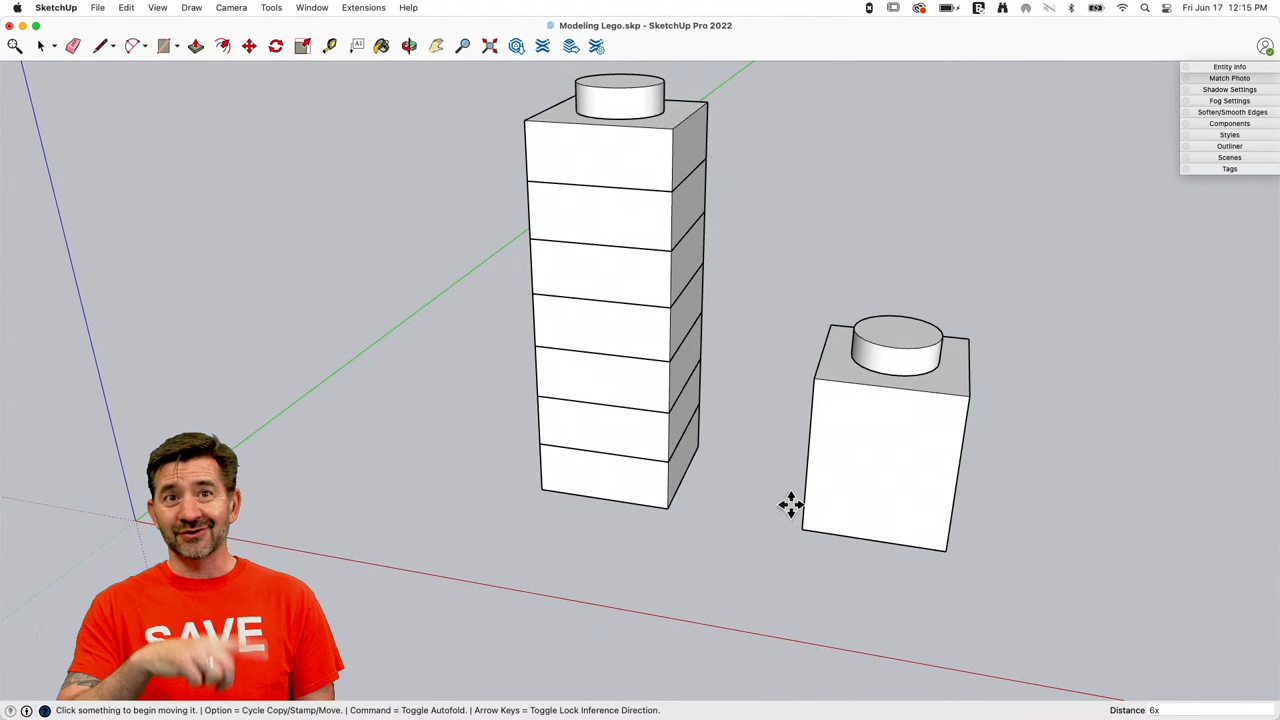 SketchUp File Edit View Draw Camera Tools Window Extensions Help Fri Jun 17 12:15 PM
Modeling Lego.skp - SketchUp Pro 2022
Entity Info
Match Photo
Shadow Settings
Fog Settings
Soften/Smooth Edges
Components
Styles
Outliner
Scenes
Tags
SAVE
Click something to begin moving it. | Option = Cycle Copy/Stamp/Move. | Command = Toggle Autofold. | Arrow Keys = Toggle Lock Inference Direction. Distance 6x